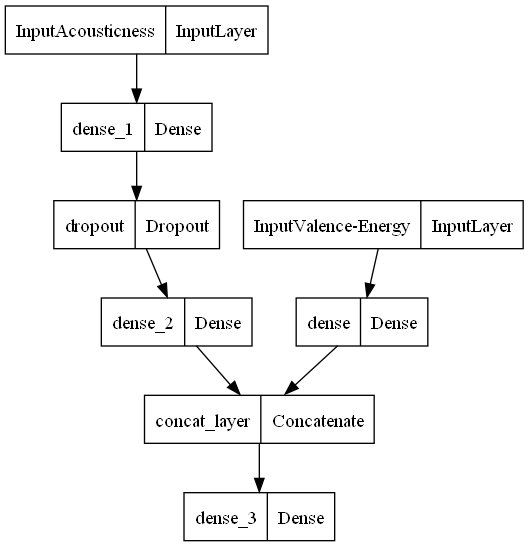 InputAcousticness InputLayer
dense_1 Dense
dropout Dropout
InputValence-Energy InputLayer
dense_2 Dense
dense Dense
concat_layer Concatenate
dense_3 Dense